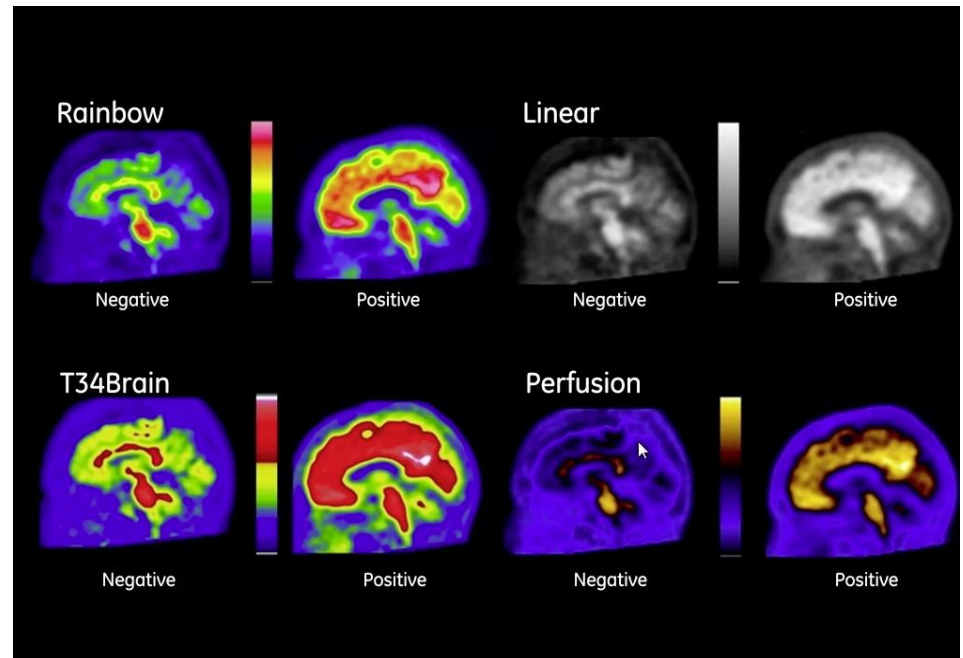 Rainbow
Linear
Negative
Positive
Negative
Positive
T34Brain
Perfusion
Negative
Positive
Negative
Positive